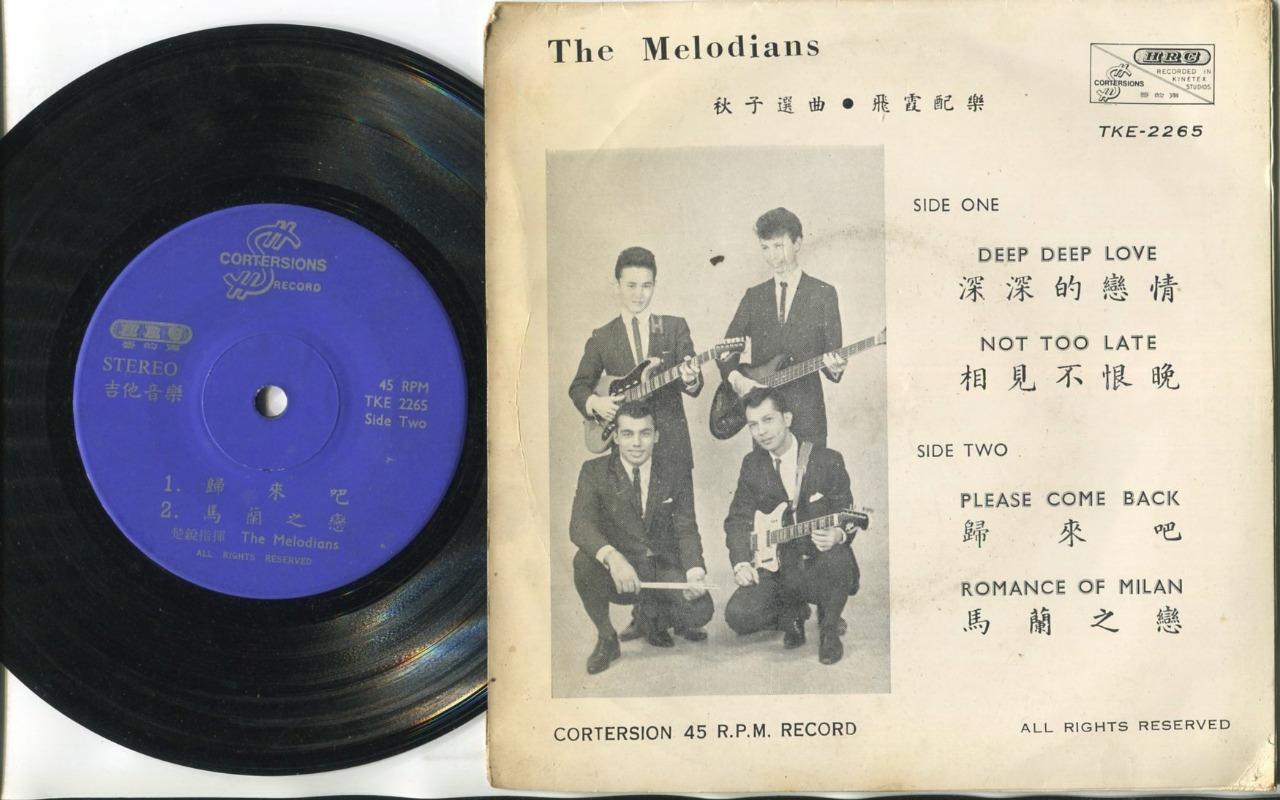 CORTERSIONS
RECORD
HRC
STEREO
吉他音樂
45 RPM
TKE 2265
Side Two
1. 歸來吧
2. 馬蘭之戀
指揮 The Melodians
ALL RIGHTS RESERVED
The Melodians
秋子選曲 ● 飛霞配樂
HRC
CORTERSIONS
RECORDED IN
KINETEX
STUDIOS
TKE-2265
SIDE ONE
DEEP DEEP LOVE
深深的戀情
NOT TOO LATE
相見不恨晚
SIDE TWO
PLEASE COME BACK
歸來吧
ROMANCE OF MILAN
馬蘭之戀
CORTERSION 45 R.P.M. RECORD
ALL RIGHTS RESERVED